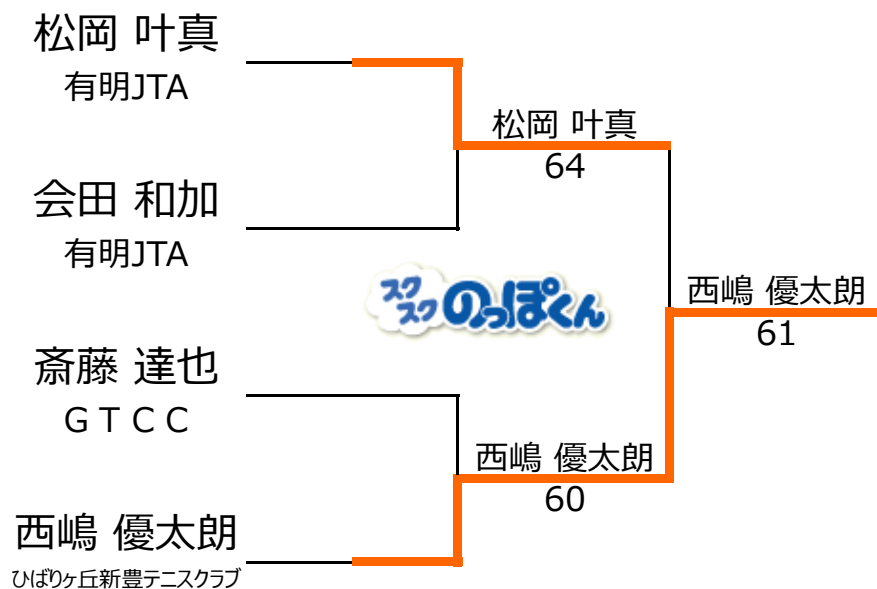 松岡 叶真
有明JTA
松岡 叶真
64
会田 和加
有明JTA
スク
スク のっぽくん
西嶋 優太朗
61
斎藤 達也
ＧＴＣＣ
西嶋 優太朗
60
西嶋 優太朗
ひばりヶ丘新豊テニスクラブ